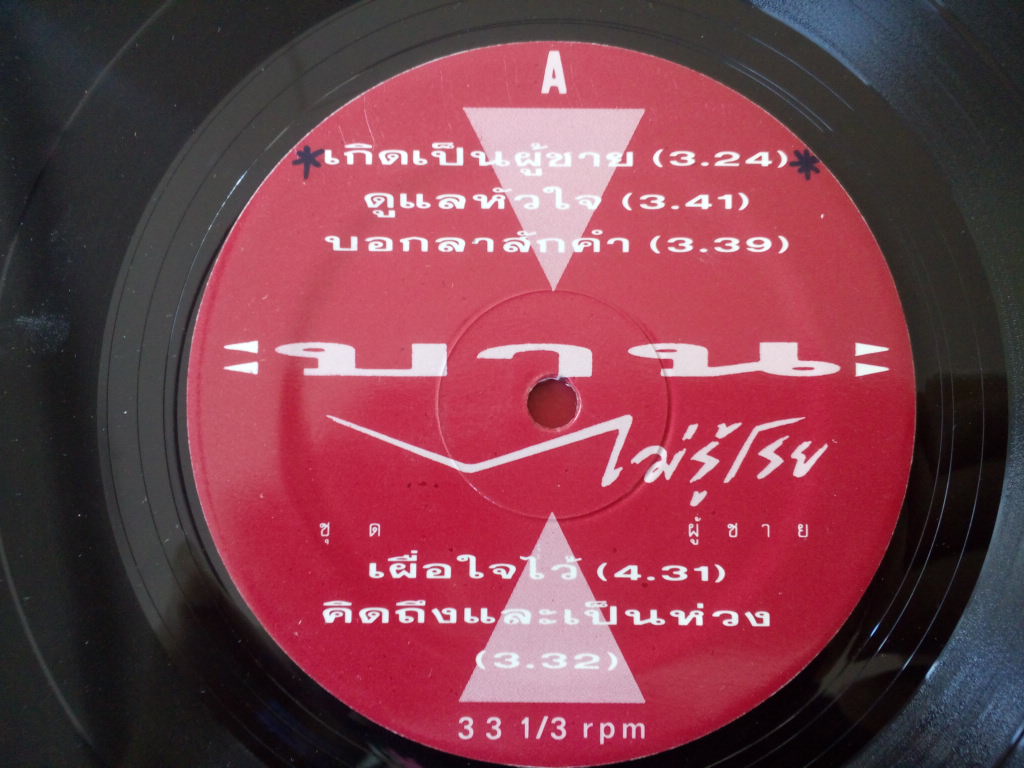 A
*เกิดเป็นผู้ชาย (3.24)*
ดูแลหัวใจ (3.41)
บอกลาสักคำ (3.39)
บาน
ไม่รู้โรย
ชุด ผู้ชาย
เผื่อใจไว้ (4.31)
คิดถึงและเป็นห่วง
(3.32)
33 1/3 rpm